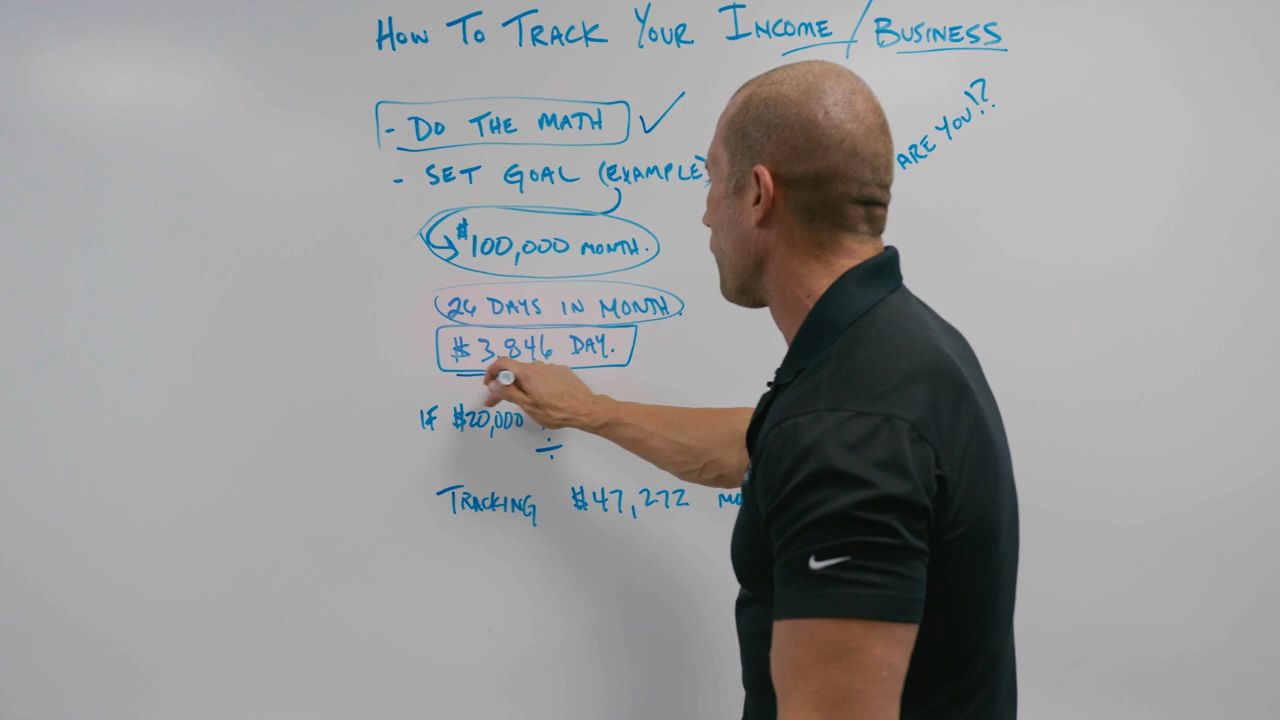 How To Track Your Income / Business
ARE YOU!?
- Do THE MATH ✓
- SET GOAL (EXAMPLE)
$100,000 MONTH.
26 DAYS IN MONTH.
$3,846 DAY.
IF $20,000
÷
TRACKING $47,272